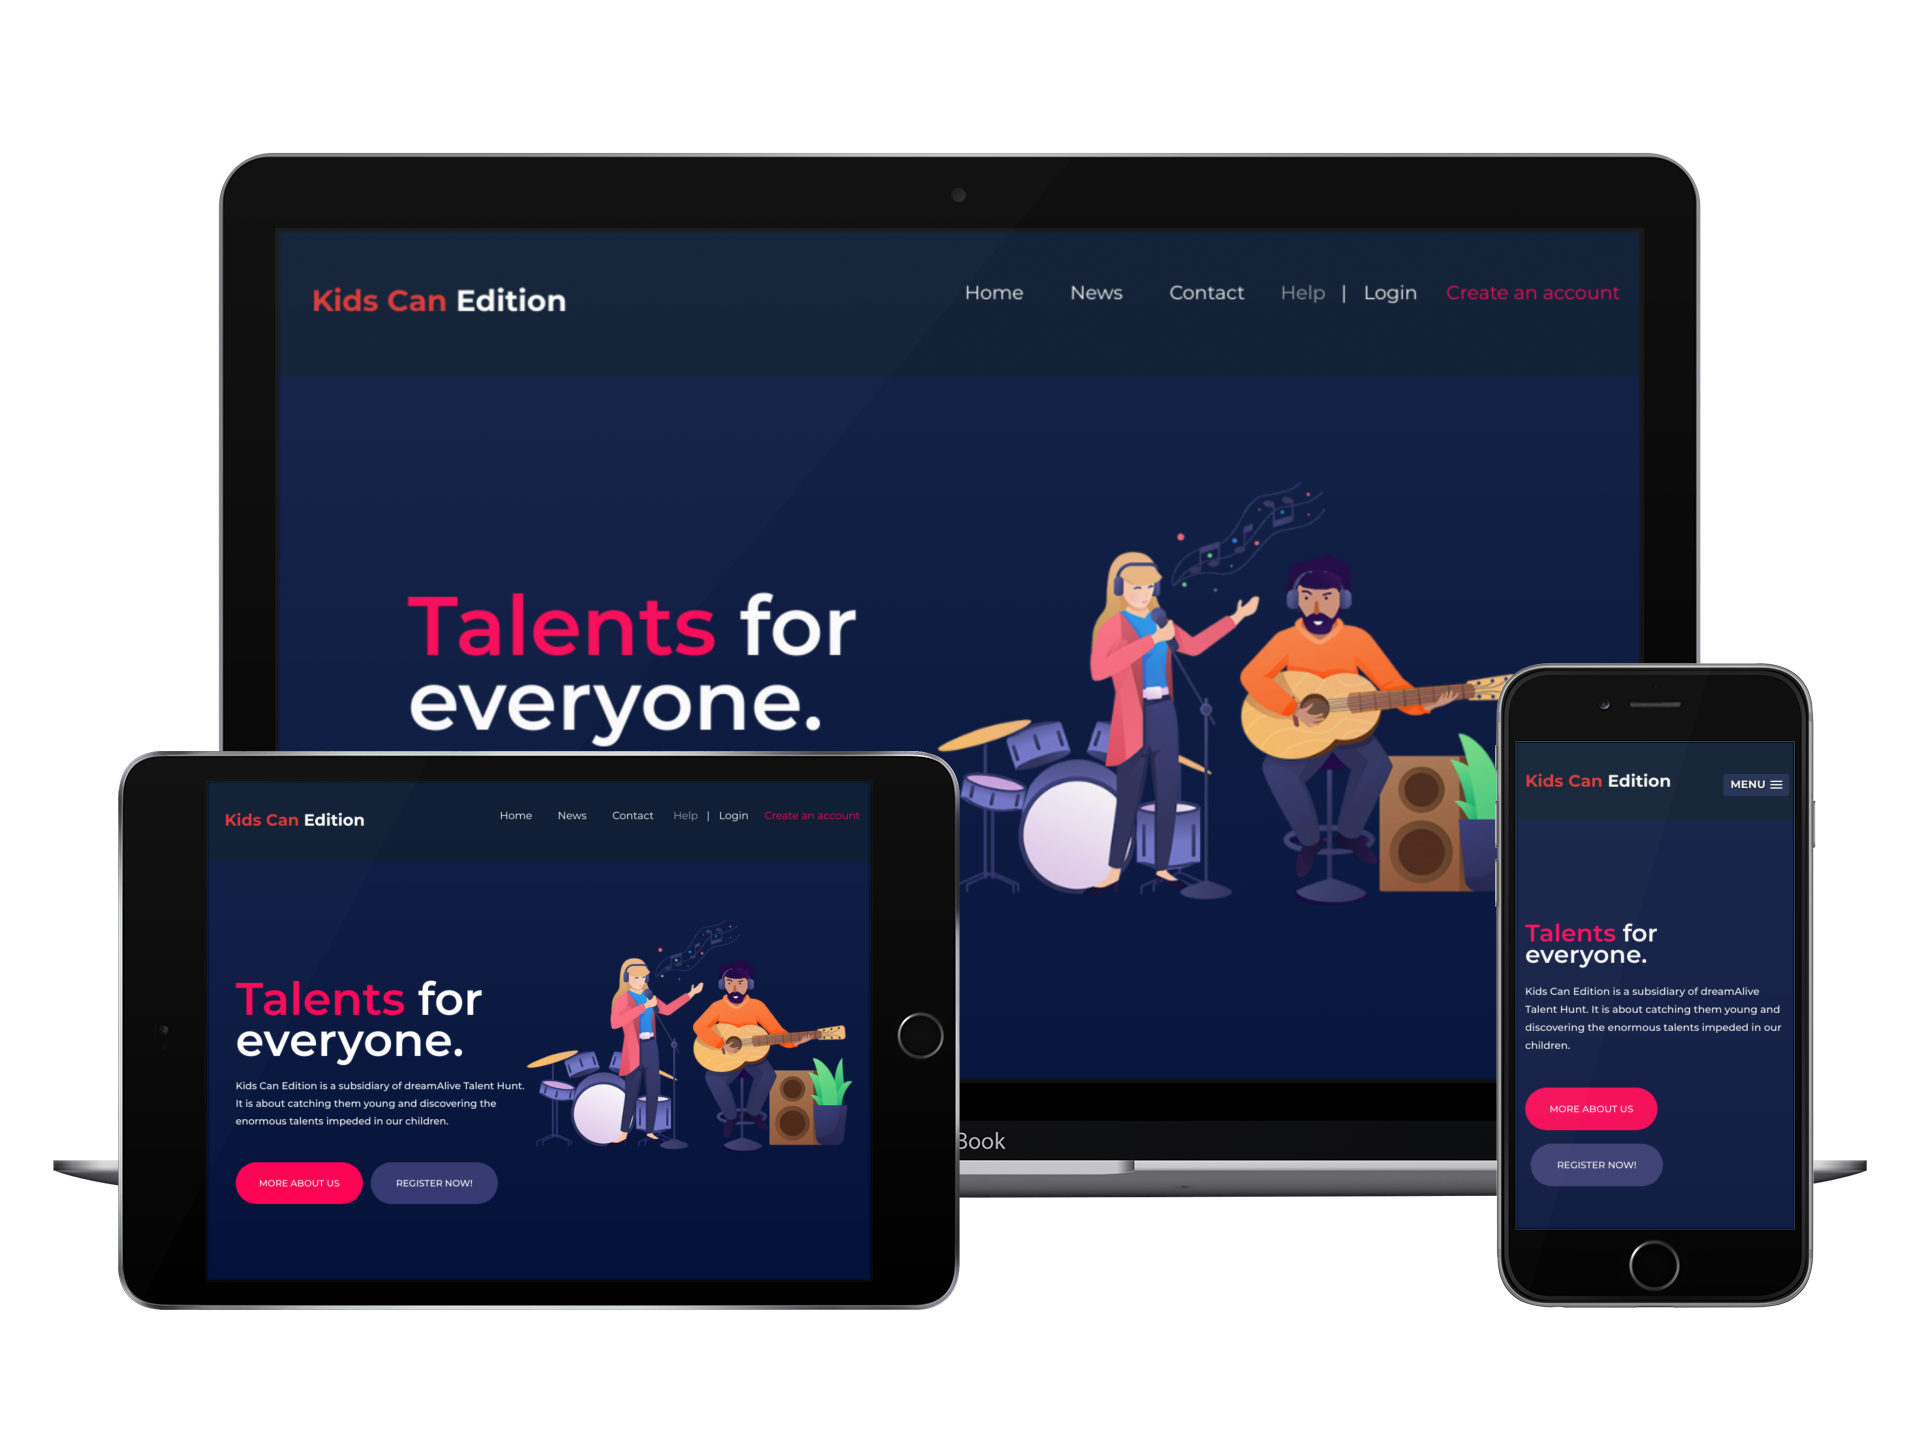 Kids Can Edition
Home News Contact Help | Login Create an account
Talents for
everyone.
Book
Kids Can Edition
Home News Contact Help | Login Create an account
Talents for
everyone.
Kids Can Edition is a subsidiary of dreamAlive Talent Hunt.
It is about catching them young and discovering the
enormous talents impeded in our children.
MORE ABOUT US REGISTER NOW!
Kids Can Edition
MENU
Talents for
everyone.
Kids Can Edition is a subsidiary of dreamAlive
Talent Hunt. It is about catching them young and
discovering the enormous talents impeded in our
children.
MORE ABOUT US
REGISTER NOW!